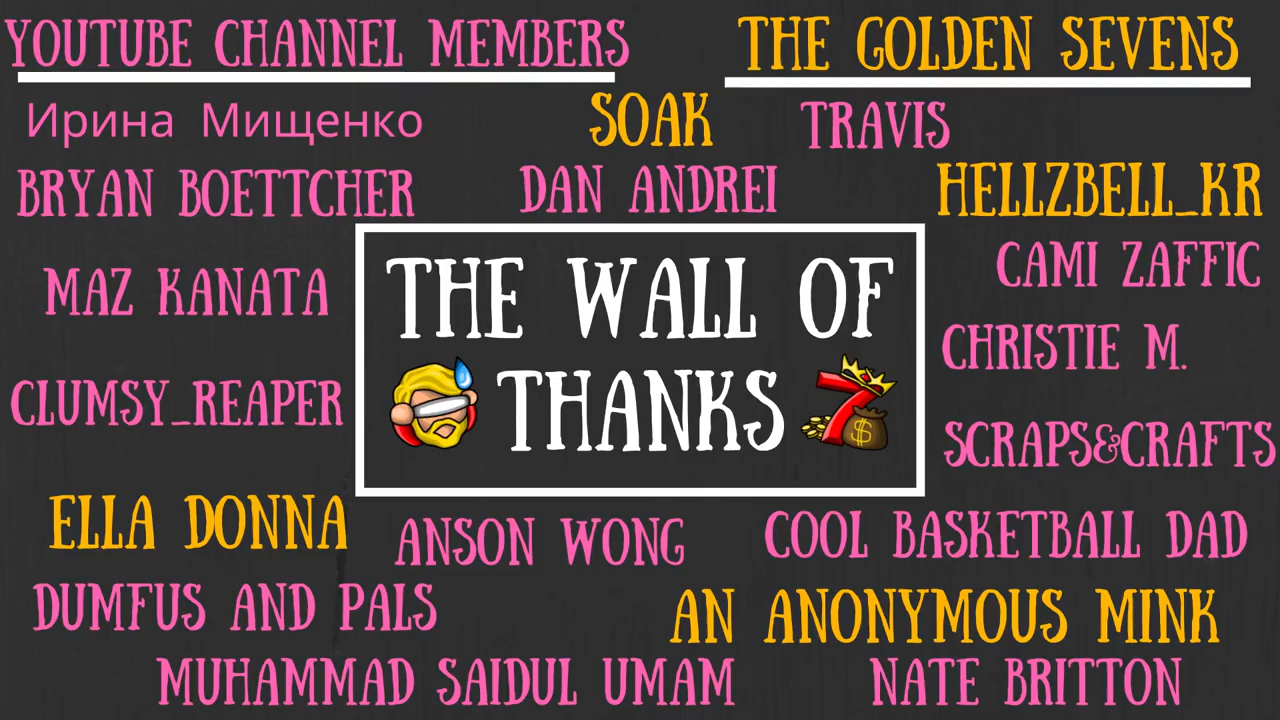 YOUTUBE CHANNEL MEMBERS
THE GOLDEN SEVENS
Ирина Мищенко
SOAK
TRAVIS
BRYAN BOETTCHER
DAN ANDREI
HELLZBELL_KR
MAZ KANATA
THE WALL OF
THANKS
CAMI ZAFFIC
CHRISTIE M.
CLUMSY_REAPER
SCRAPS&CRAFTS
ELLA DONNA
ANSON WONG
COOL BASKETBALL DAD
DUMFUS AND PALS
AN ANONYMOUS MINK
MUHAMMAD SAIDUL UMAM
NATE BRITTON